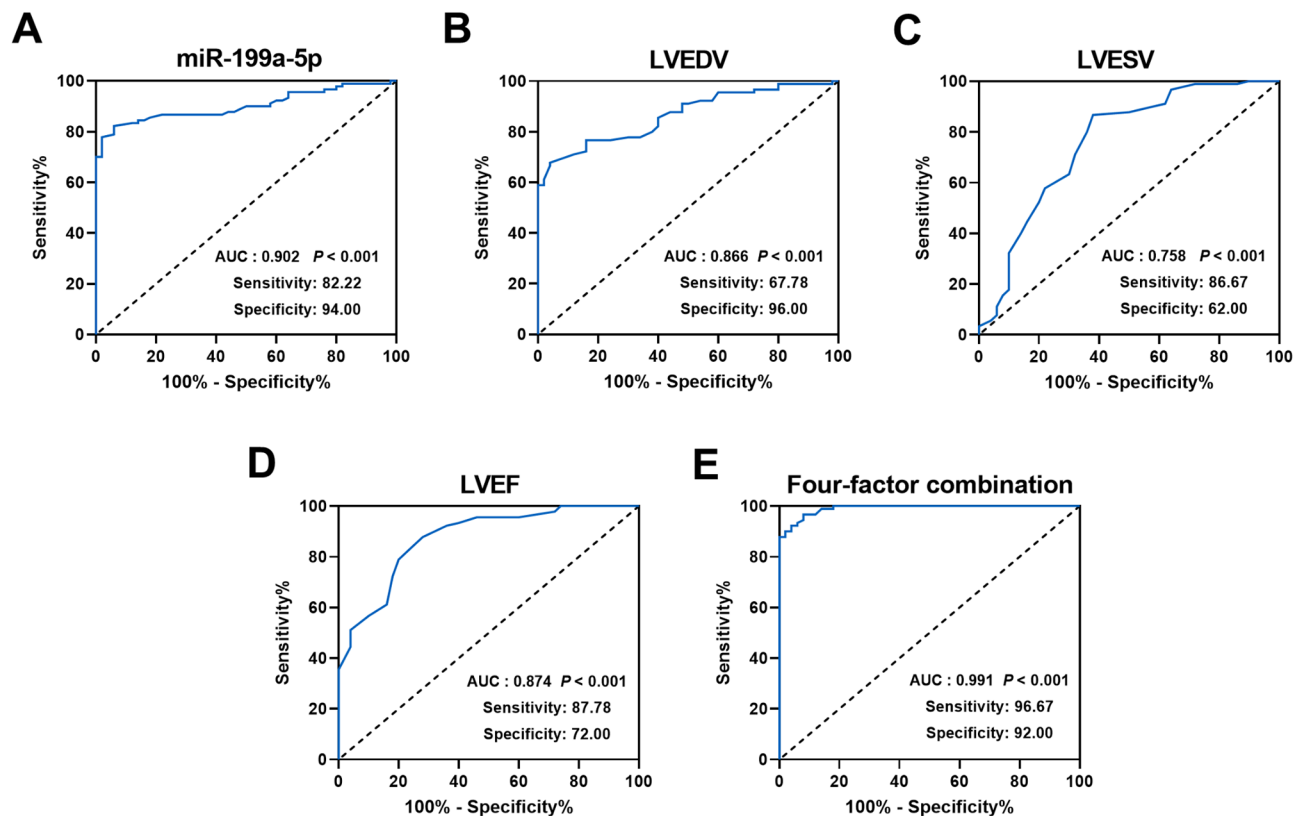 A
miR-199a-5p
Sensitivity%
100
80
60
40
20
0
AUC : 0.902 P < 0.001
Sensitivity: 82.22
Specificity: 94.00
0 20 40 60 80 100
100% - Specificity%
B
LVEDV
Sensitivity%
100
80
60
40
20
0
AUC : 0.866 P < 0.001
Sensitivity: 67.78
Specificity: 96.00
0 20 40 60 80 100
100% - Specificity%
C
LVESV
Sensitivity%
100
80
60
40
20
0
AUC : 0.758 P < 0.001
Sensitivity: 86.67
Specificity: 62.00
0 20 40 60 80 100
100% - Specificity%
D
LVEF
Sensitivity%
100
80
60
40
20
0
AUC : 0.874 P < 0.001
Sensitivity: 87.78
Specificity: 72.00
0 20 40 60 80 100
100% - Specificity%
E
Four-factor combination
Sensitivity%
100
80
60
40
20
0
AUC : 0.991 P < 0.001
Sensitivity: 96.67
Specificity: 92.00
0 20 40 60 80 100
100% - Specificity%